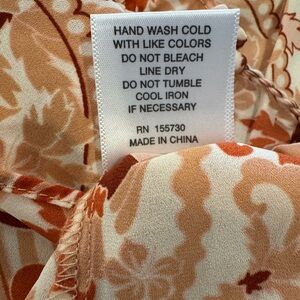 HAND WASH COLD
WITH LIKE COLORS
DO NOT BLEACH
LINE DRY
DO NOT TUMBLE
COOL IRON
IF NECESSARY
RN 155730
MADE IN CHINA